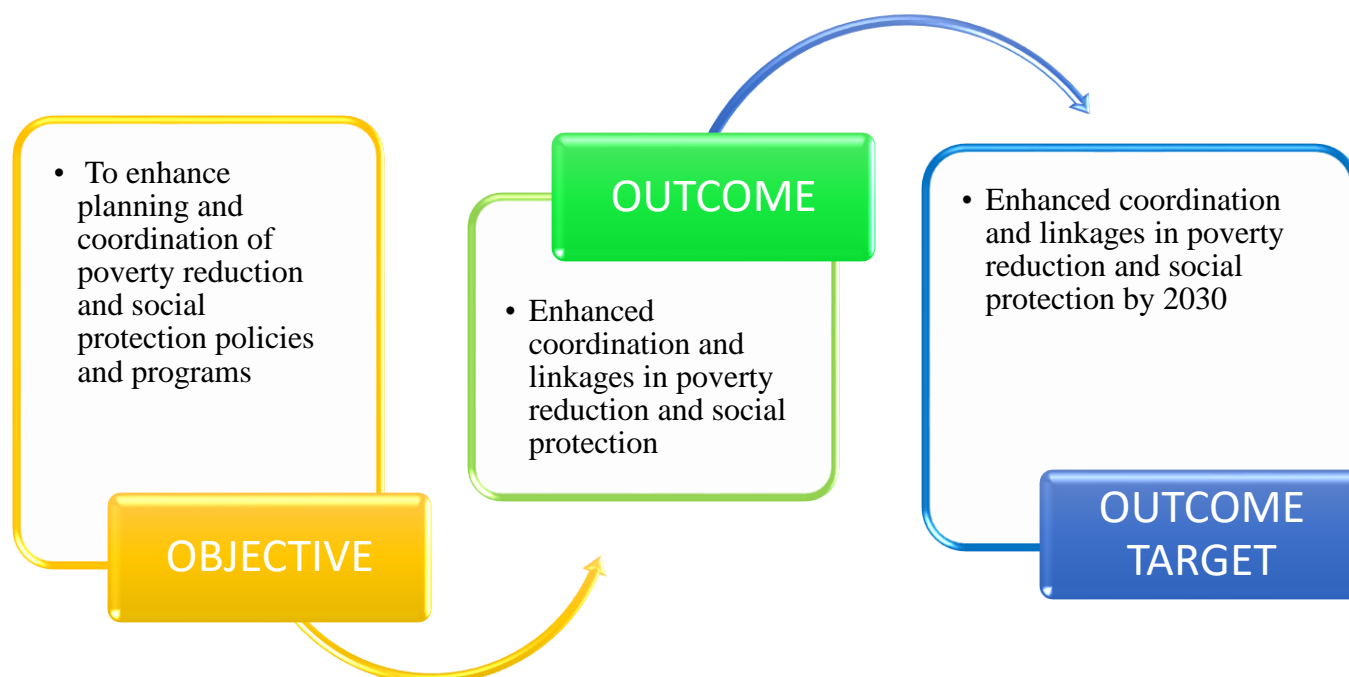 • To enhance
planning and
coordination of
poverty reduction
and social
protection policies
and programs
OBJECTIVE
OUTCOME
• Enhanced
coordination and
linkages in poverty
reduction and social
protection
• Enhanced coordination
and linkages in poverty
reduction and social
protection by 2030
OUTCOME
TARGET